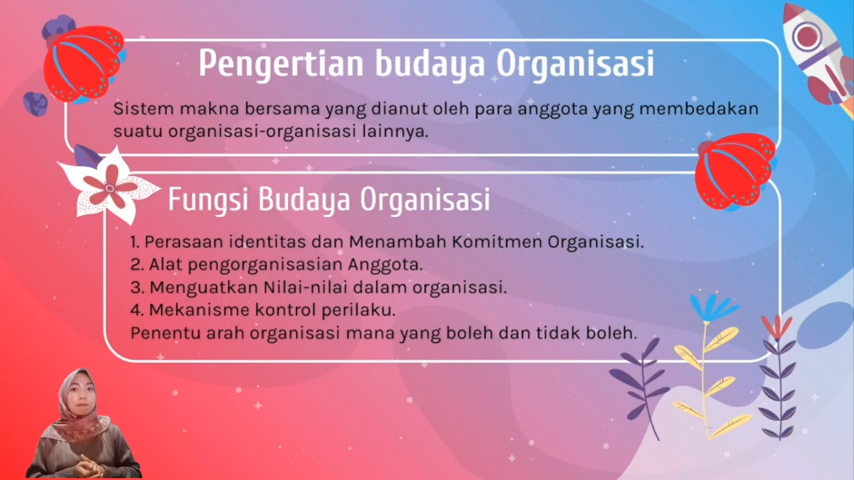 Pengertian budaya Organisasi
Sistem makna bersama yang dianut oleh para anggota yang membedakan
suatu organisasi-organisasi lainnya.
Fungsi Budaya Organisasi
1. Perasaan identitas dan Menambah Komitmen Organisasi.
2. Alat pengorganisasian Anggota.
3. Menguatkan Nilai-nilai dalam organisasi.
4. Mekanisme kontrol perilaku.
Penentu arah organisasi mana yang boleh dan tidak boleh.